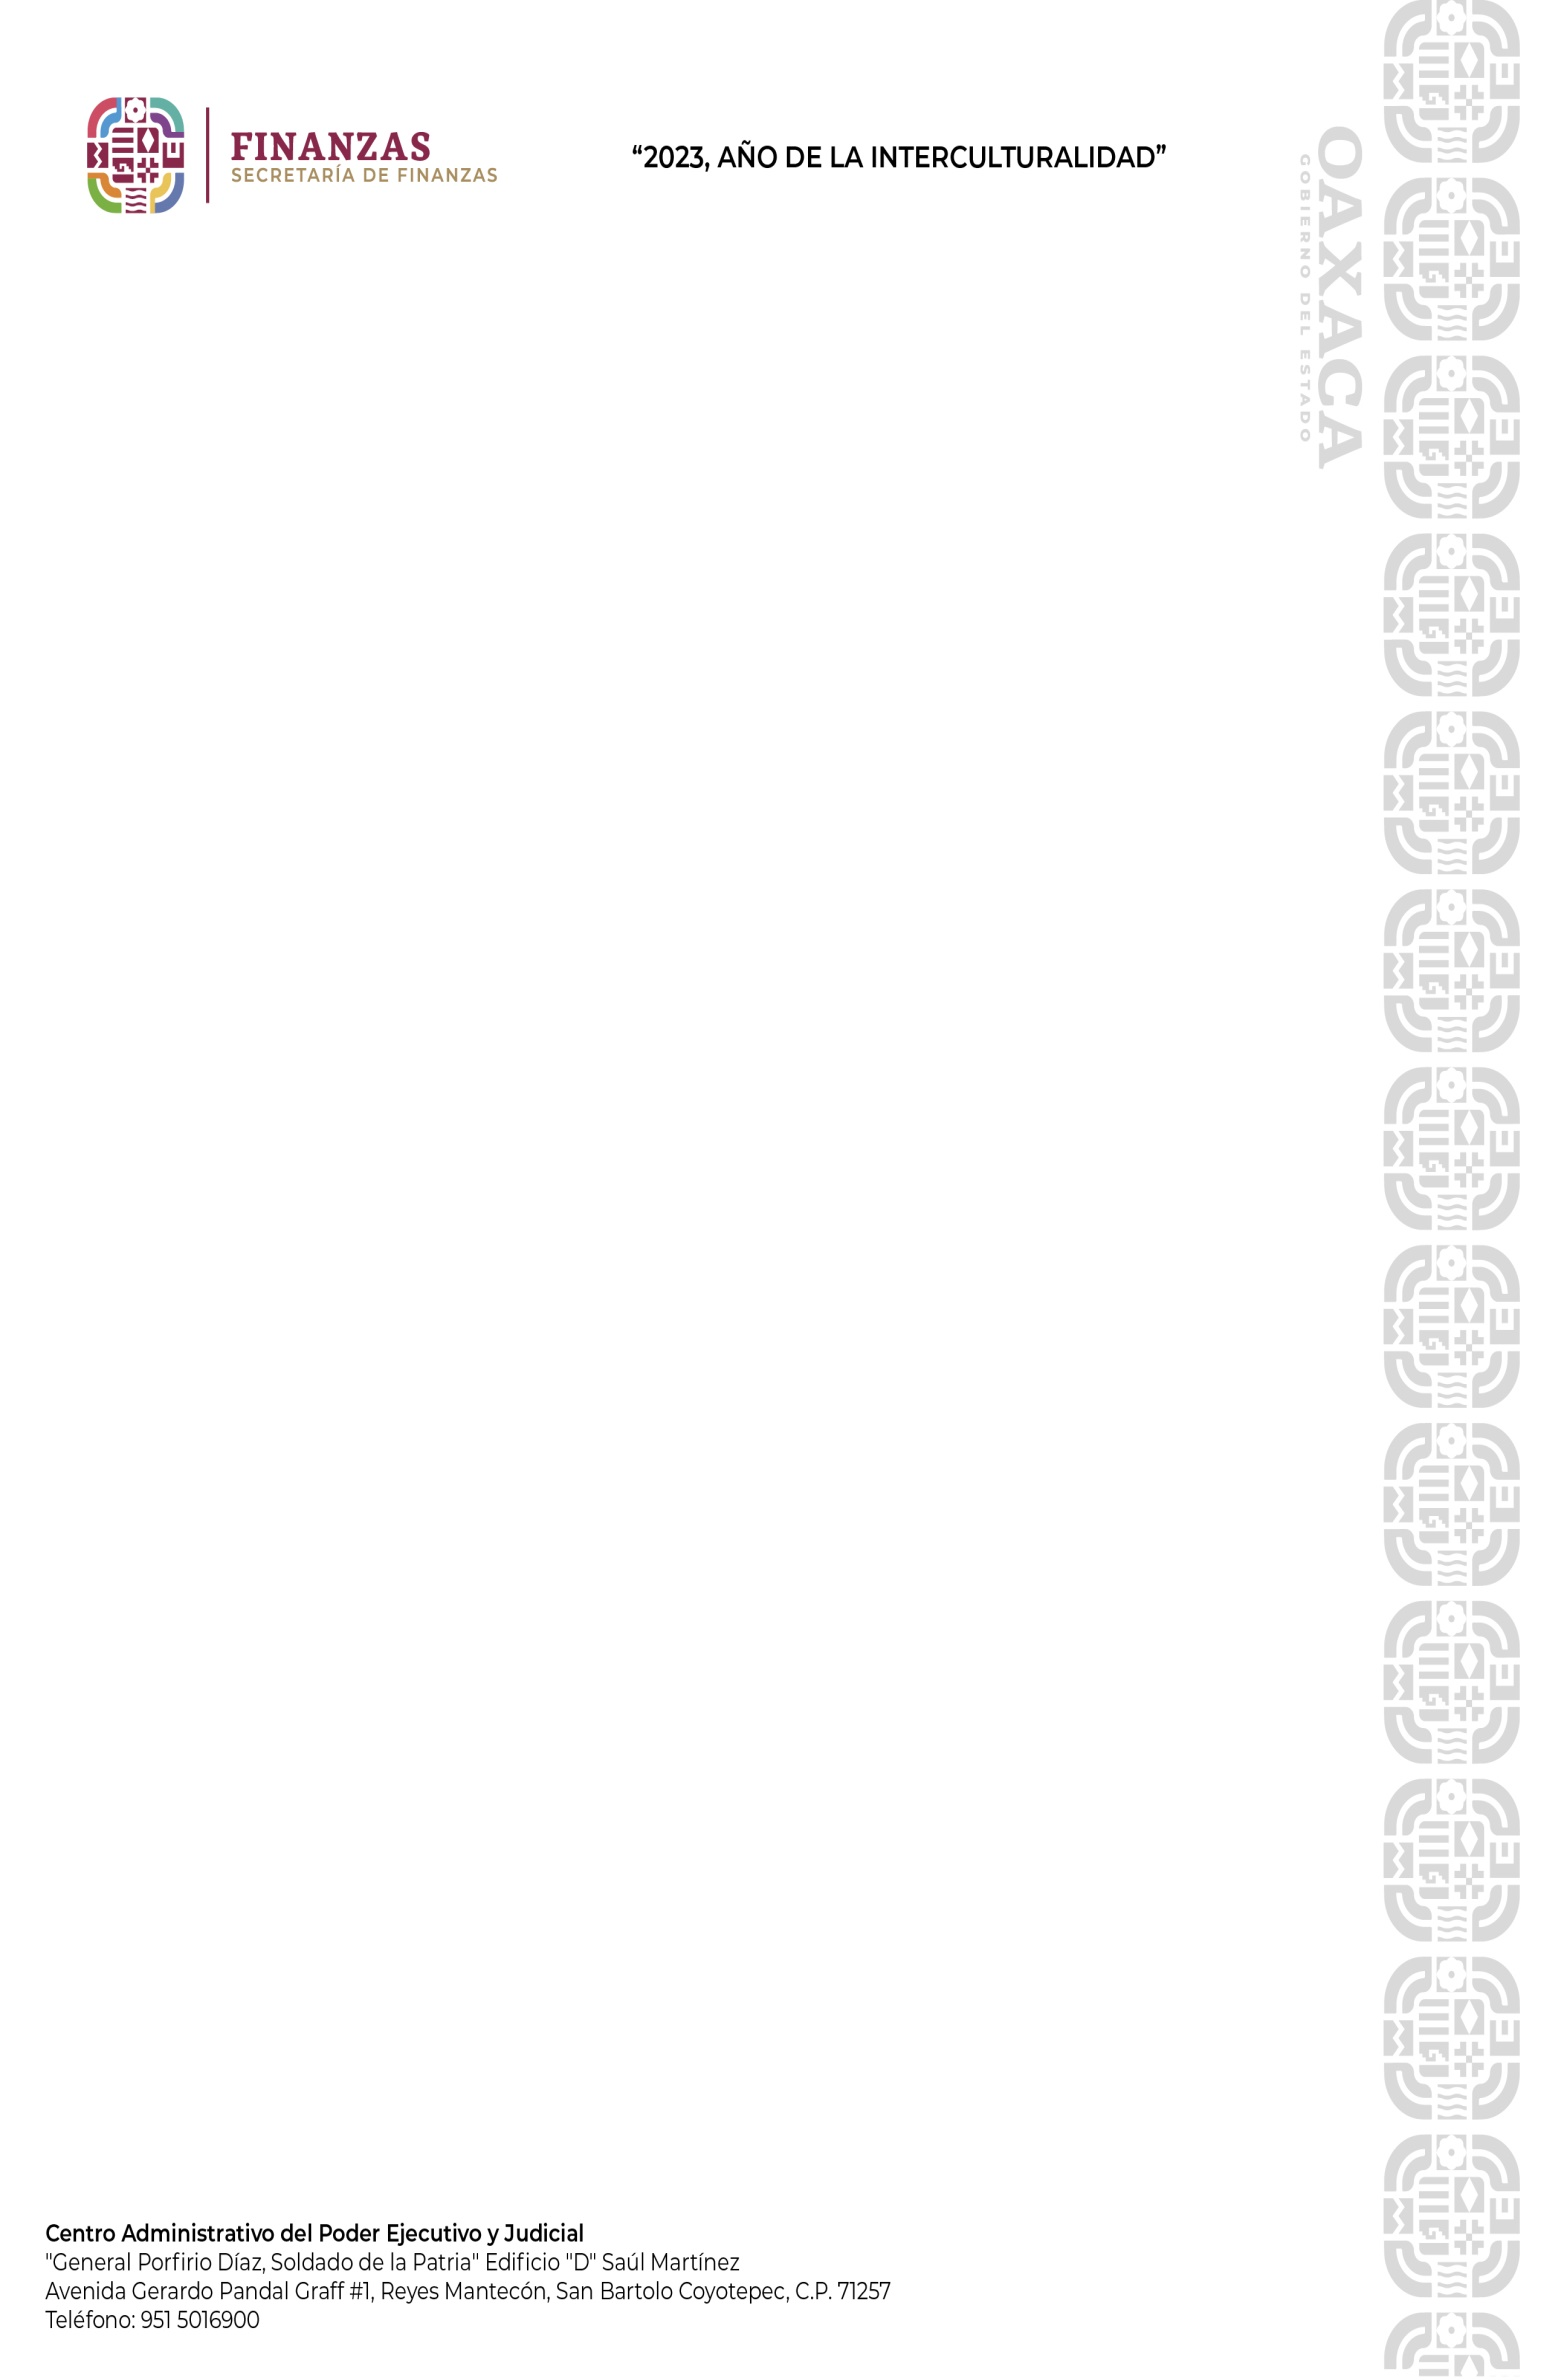 FINANZAS
SECRETARÍA DE FINANZAS
“2023, AÑO DE LA INTERCULTURALIDAD”
OAXACA
GOBIERNO DEL ESTADO
Centro Administrativo del Poder Ejecutivo y Judicial
"General Porfirio Díaz, Soldado de la Patria" Edificio "D" Saúl Martínez
Avenida Gerardo Pandal Graff #1, Reyes Mantecón, San Bartolo Coyotepec, C.P. 71257
Teléfono: 951 5016900